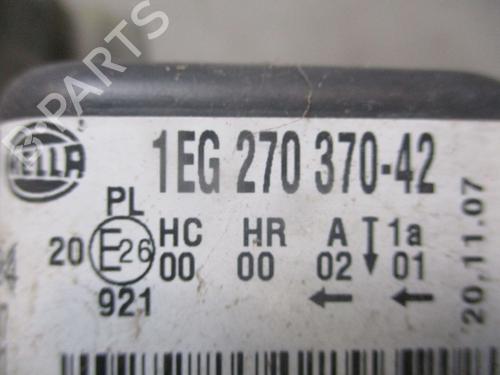 PARTS
HELLA
1EG 270 370-42
PL
20 E26 HC HR A 1a
00 00 02 01
921
20.11.07